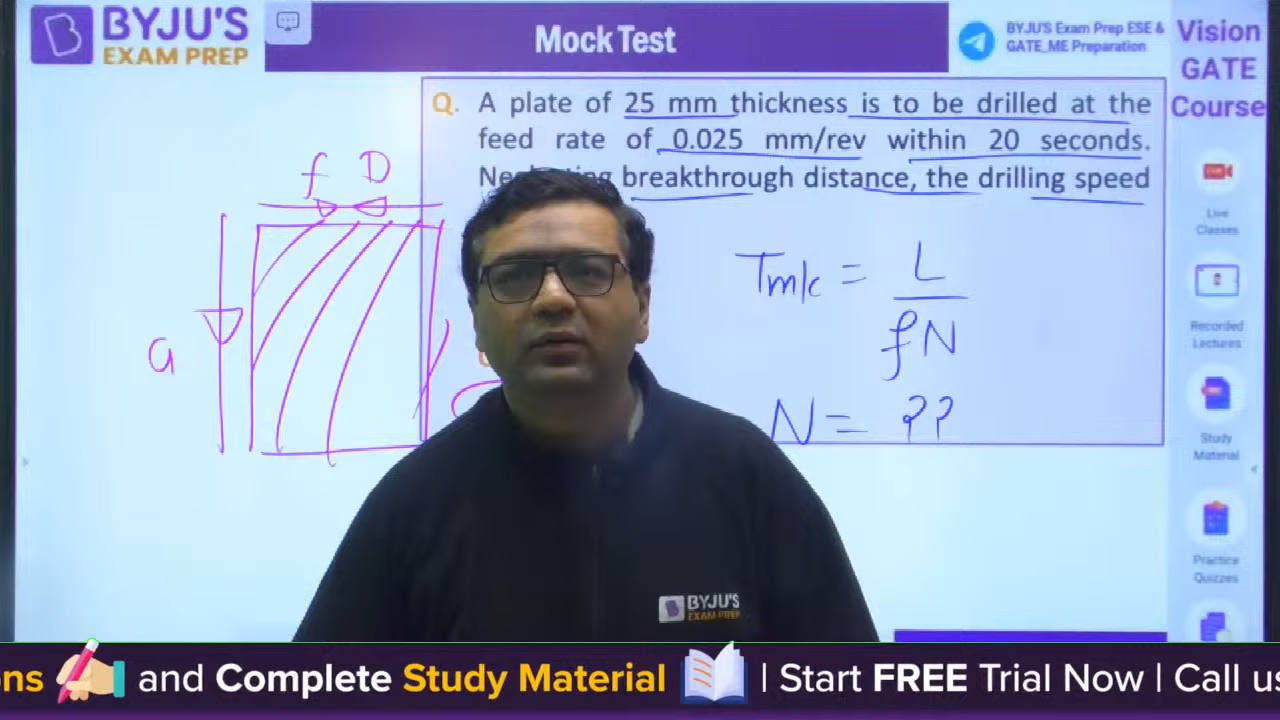 BYJU'S
EXAM PREP
Mock Test
BYJU'S Exam Prep ESE &
GATE_ME Preparation
Vision
GATE
Course
Q. A plate of 25 mm thickness is to be drilled at the
feed rate of 0.025 mm/rev within 20 seconds.
Neglecting breakthrough distance, the drilling speed
f D
a
Tm/c = L
fN
N = ??
Live
Classes
Recorded
Lectures
Study
Material
Practice
Quizzes
BYJU'S
EXAM PREP
ns and Complete Study Material | Start FREE Trial Now | Call us